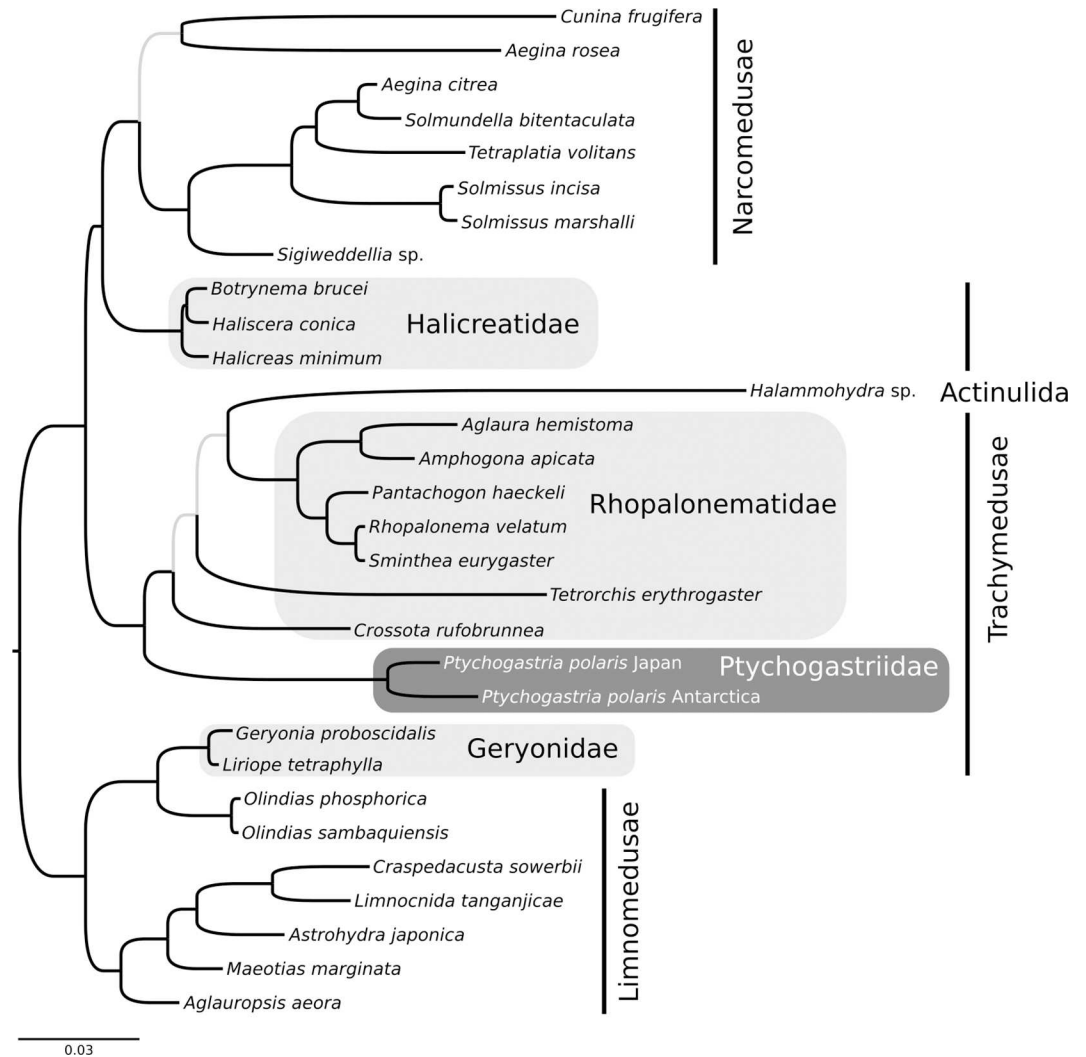 Cunina frugifera
Aegina rosea
Aegina citrea
Solmundella bitentaculata
Tetraplatia volitans
Solmissus incisa
Solmissus marshalli
Sigiweddellia sp.
Narcomedusae
Botrynema brucei
Haliscera conica
Halicreas minimum
Halicreatidae
Halammohydra sp.
Actinulida
Aglaura hemistoma
Amphogona apicata
Pantachogon haeckeli
Rhopalonema velatum
Sminthea eurygaster
Tetrorchis erythrogaster
Crossota rufobrunnea
Rhopalonematidae
Ptychogastria polaris Japan
Ptychogastria polaris Antarctica
Ptychogastriidae
Geryonia proboscidalis
Liriope tetraphylla
Geryonidae
Trachymedusae
Olindias phosphorica
Olindias sambaquiensis
Craspedacusta sowerbii
Limnocnida tanganjicae
Astrohydra japonica
Maeotias marginata
Aglauropsis aeora
Limnomedusae
0.03